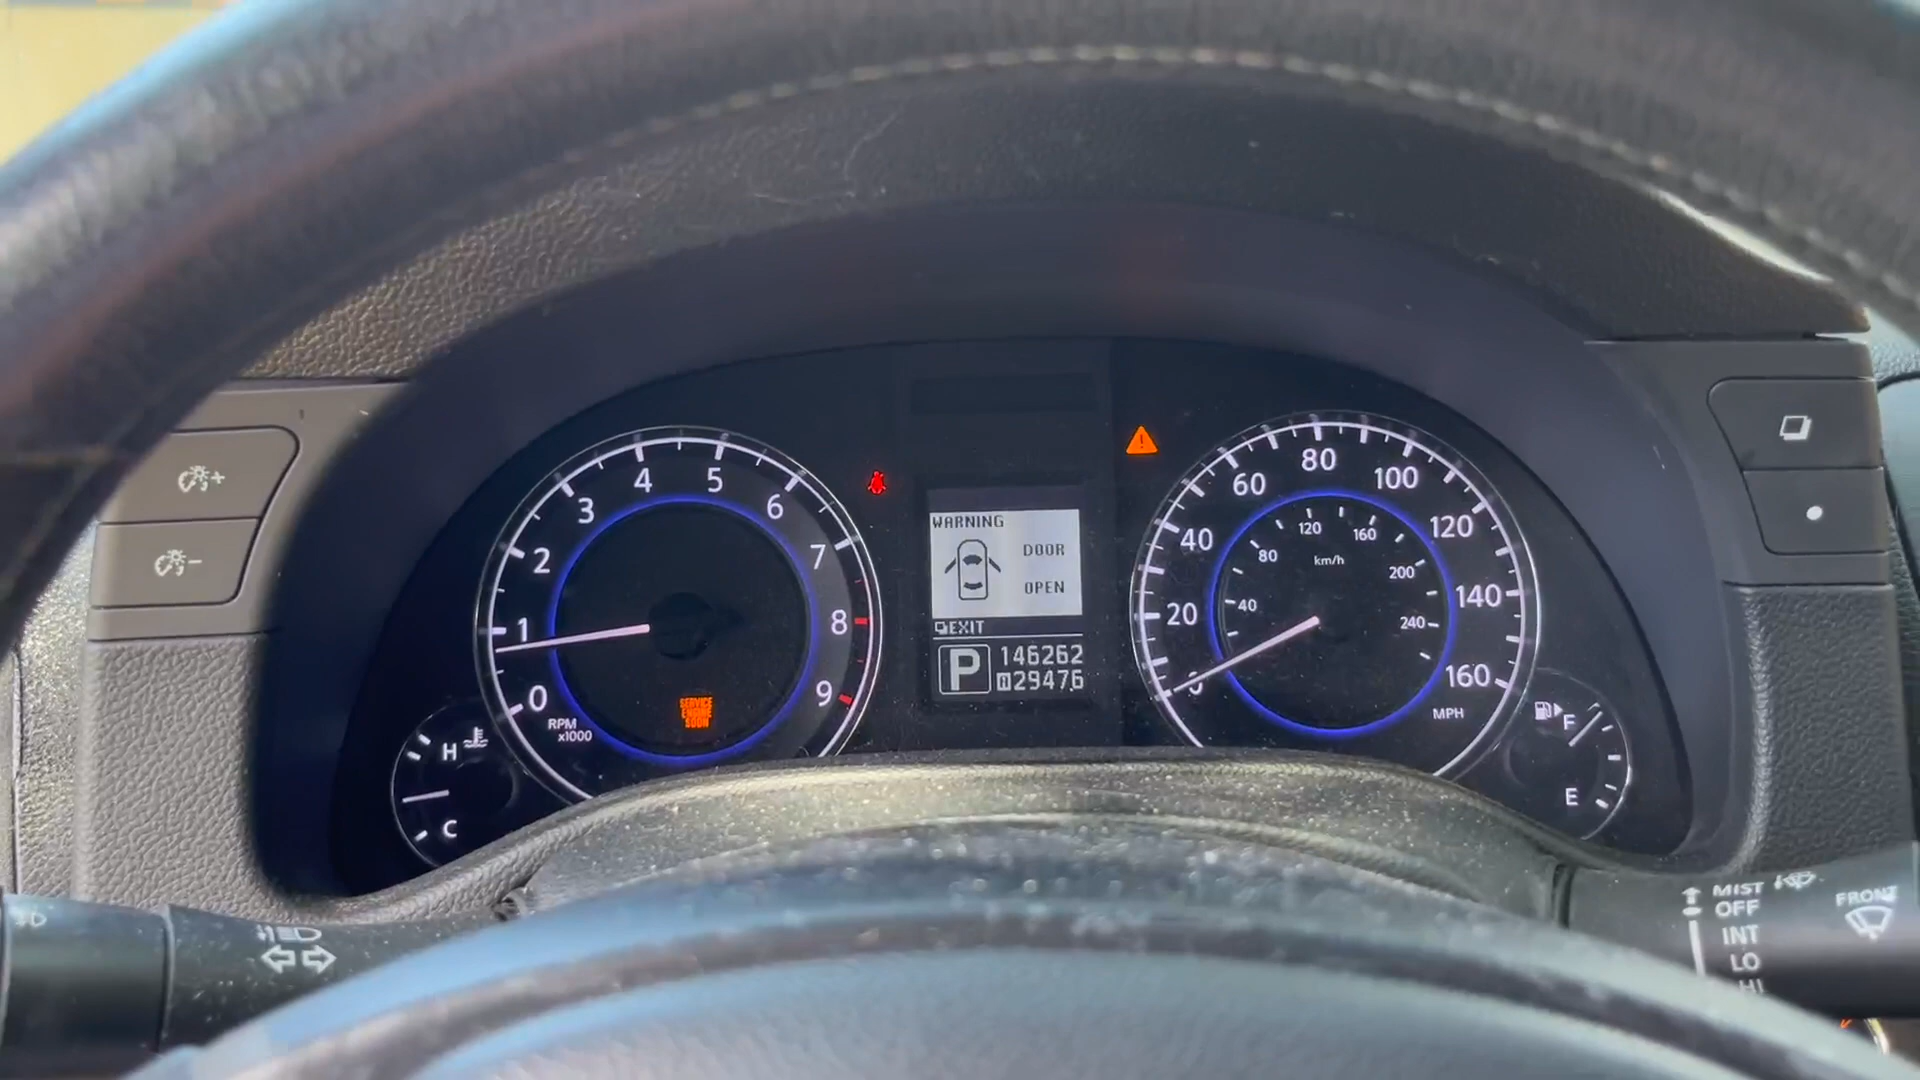 0
1
2
3
4
5
6
7
8
9
RPM
x1000
SERVICE
ENGINE
SOON
H
C
WARNING
DOOR
OPEN
EXIT
P
146262
A 29476
0
20
40
60
80
100
120
140
160
MPH
40
80
120
160
200
240
km/h
F
E
MIST
OFF
INT
LO
HI
FRONT